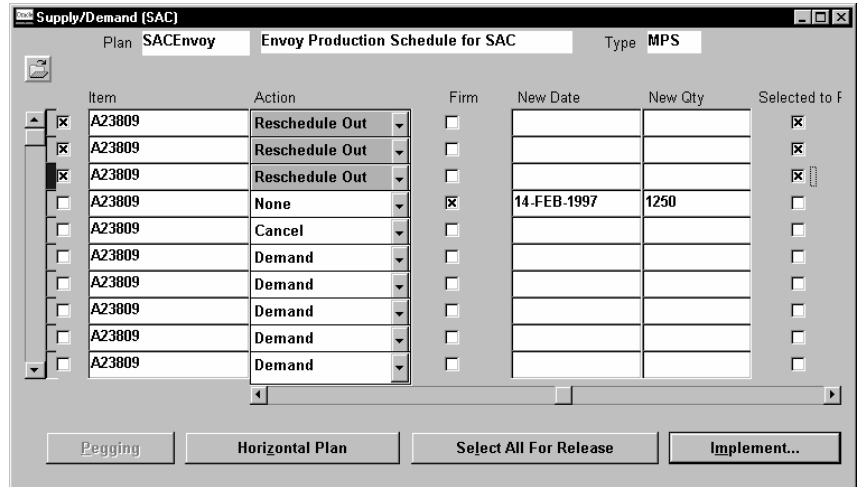 Supply/Demand (SAC)
Plan SACEnvoy Envoy Production Schedule for SAC Type MPS
Item Action Firm New Date New Qty Selected to F
A23809 Reschedule Out
A23809 Reschedule Out
A23809 Reschedule Out
A23809 None 14-FEB-1997 1250
A23809 Cancel
A23809 Demand
A23809 Demand
A23809 Demand
A23809 Demand
A23809 Demand
Pegging Horizontal Plan Select All For Release Implement...